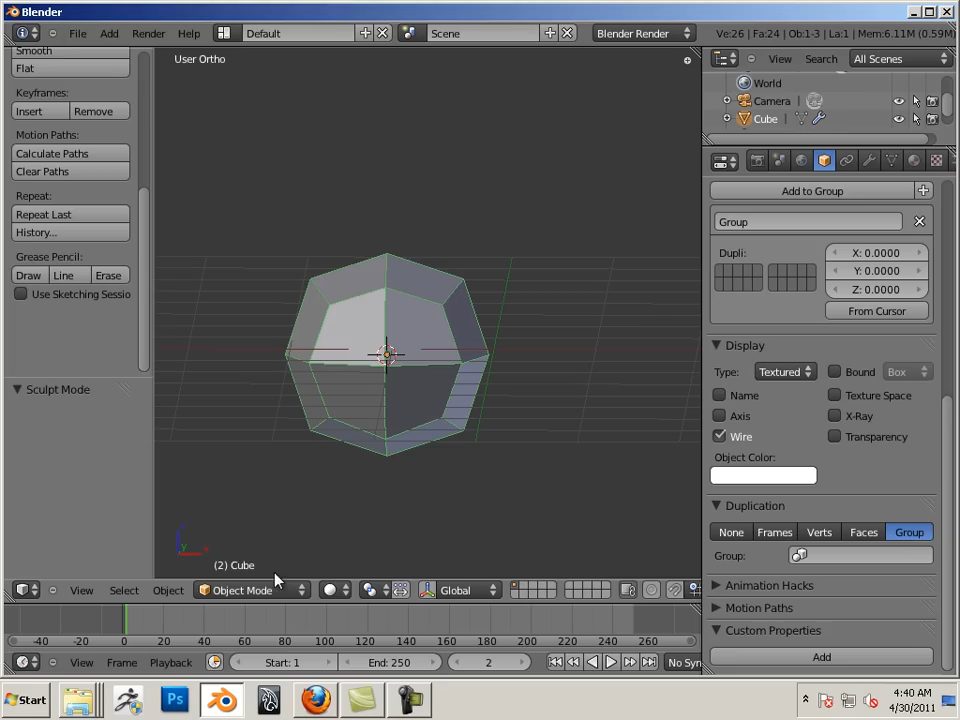 Blender
File Add Render Help Default Scene Blender Render Ve:26 | Fa:24 | Ob:1-3 | La:1 | Mem:6.11M (0.59M
Smooth
Flat
Keyframes:
Insert Remove
Motion Paths:
Calculate Paths
Clear Paths
Repeat:
Repeat Last
History...
Grease Pencil:
Draw Line Erase
Use Sketching Sessio
Sculpt Mode
User Ortho
y x
(2) Cube
View Select Object Object Mode Global
View Search All Scenes
World
Camera
Cube
Add to Group
Group
Dupli: X: 0.0000
Y: 0.0000
Z: 0.0000
From Cursor
Display
Type: Textured Bound Box
Name Texture Space
Axis X-Ray
Wire Transparency
Object Color:
Duplication
None Frames Verts Faces Group
Group:
Animation Hacks
Motion Paths
Custom Properties
Add
-40 -20 0 20 40 60 80 100 120 140 160 180 200 220 240 260
View Frame Playback Start: 1 End: 250 2 No Syn
Start Ps 4:40 AM
4/30/2011